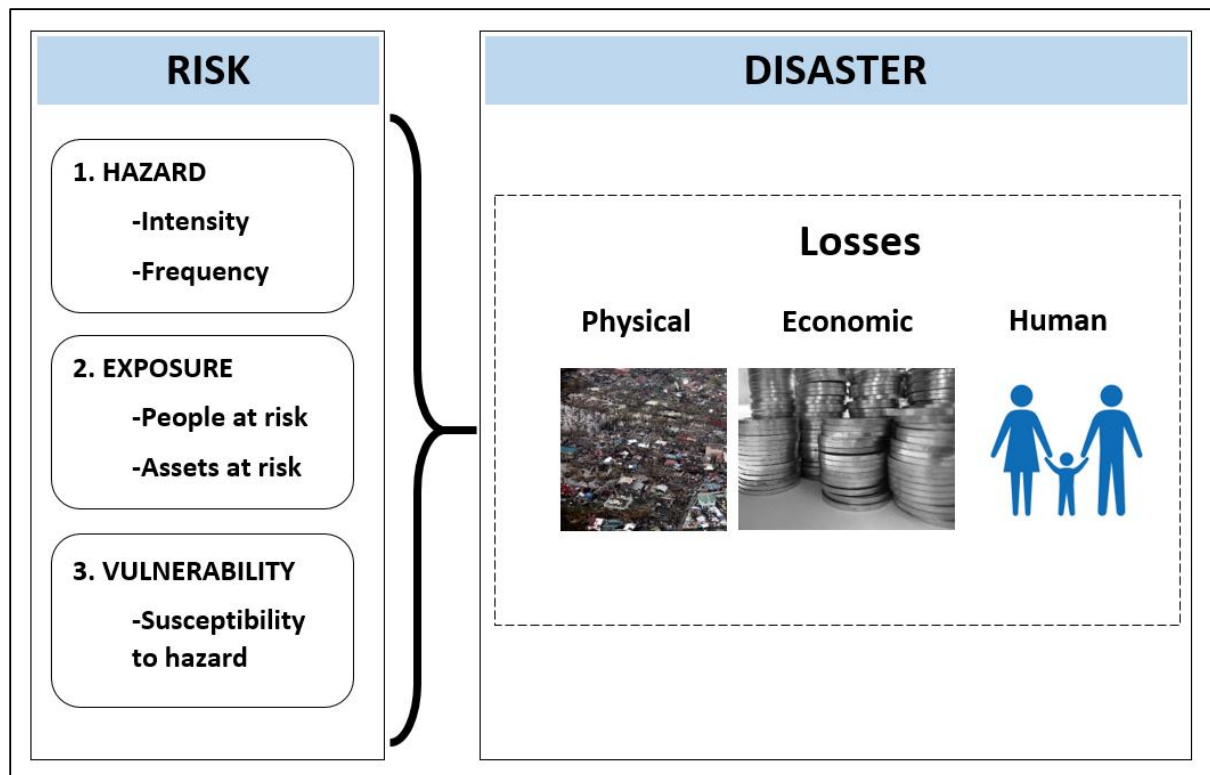 RISK
1. HAZARD
-Intensity
-Frequency
2. EXPOSURE
-People at risk
-Assets at risk
3. VULNERABILITY
-Susceptibility
to hazard
DISASTER
Losses
Physical
Economic
Human